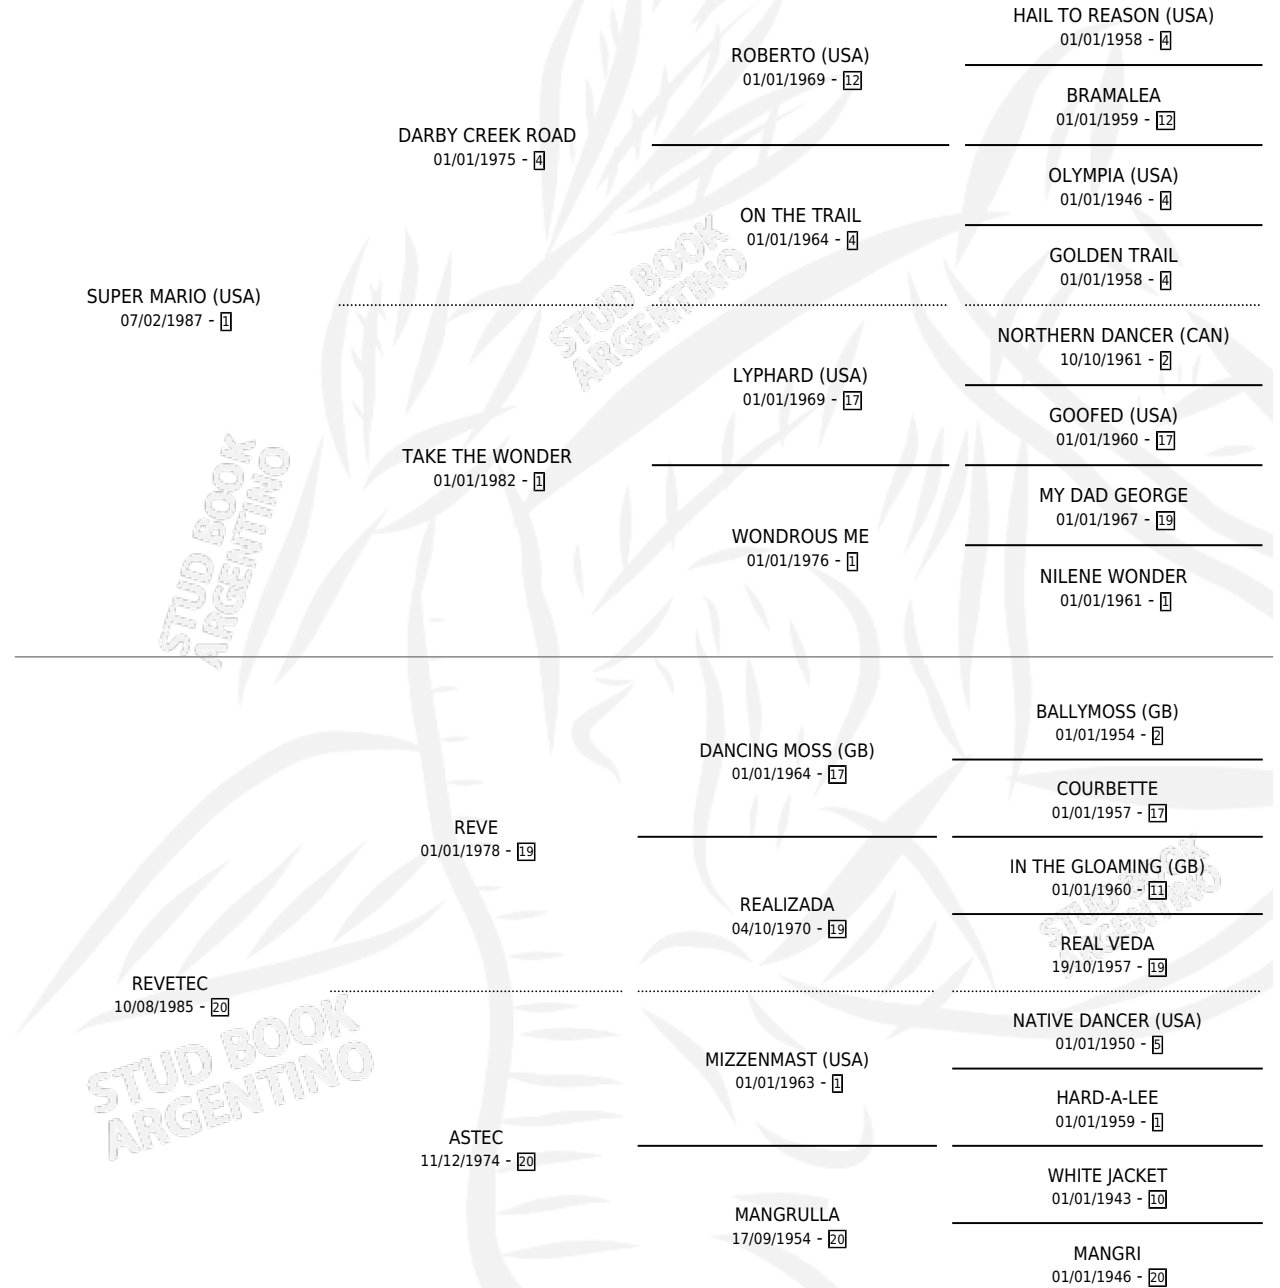 HAIL TO REASON (USA)
01/01/1958 - 4
ROBERTO (USA)
01/01/1969 - 12
BRAMALEA
01/01/1959 - 12
DARBY CREEK ROAD
01/01/1975 - 4
OLYMPIA (USA)
01/01/1946 - 4
ON THE TRAIL
01/01/1964 - 4
GOLDEN TRAIL
01/01/1958 - 4
SUPER MARIO (USA)
07/02/1987 - 1
NORTHERN DANCER (CAN)
10/10/1961 - 2
LYPHARD (USA)
01/01/1969 - 17
GOOFED (USA)
01/01/1960 - 17
TAKE THE WONDER
01/01/1982 - 1
MY DAD GEORGE
01/01/1967 - 19
WONDROUS ME
01/01/1976 - 1
NILENE WONDER
01/01/1961 - 1
BALLYMOSS (GB)
01/01/1954 - 2
DANCING MOSS (GB)
01/01/1964 - 17
COURBETTE
01/01/1957 - 17
REVE
01/01/1978 - 19
IN THE GLOAMING (GB)
01/01/1960 - 11
REALIZADA
04/10/1970 - 19
REAL VEDA
19/10/1957 - 19
REVETEC
10/08/1985 - 20
NATIVE DANCER (USA)
01/01/1950 - 5
MIZZENMAST (USA)
01/01/1963 - 1
HARD-A-LEE
01/01/1959 - 1
ASTEC
11/12/1974 - 20
WHITE JACKET
01/01/1943 - 10
MANGRULLA
17/09/1954 - 20
MANGRI
01/01/1946 - 20
STUD BOOK
ARGENTINO
STUD BOOK
ARGENTINO
STUD BOOK
ARGENTINO
STUD BOOK
ARGENTINO